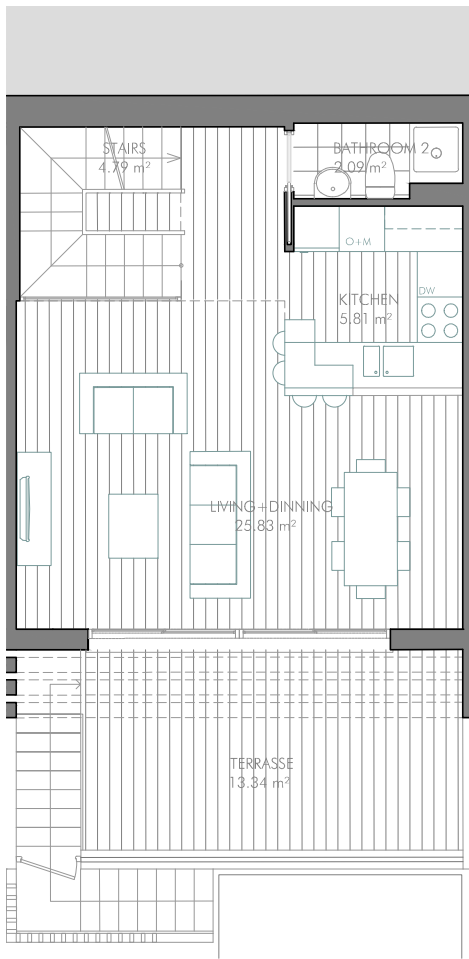 STAIRS
4.79 m²
BATHROOM 2
2.09 m²
O+M
KITCHEN
5.81 m²
DW
LIVING+DINNING
25.83 m²
TERRASSE
13.34 m²